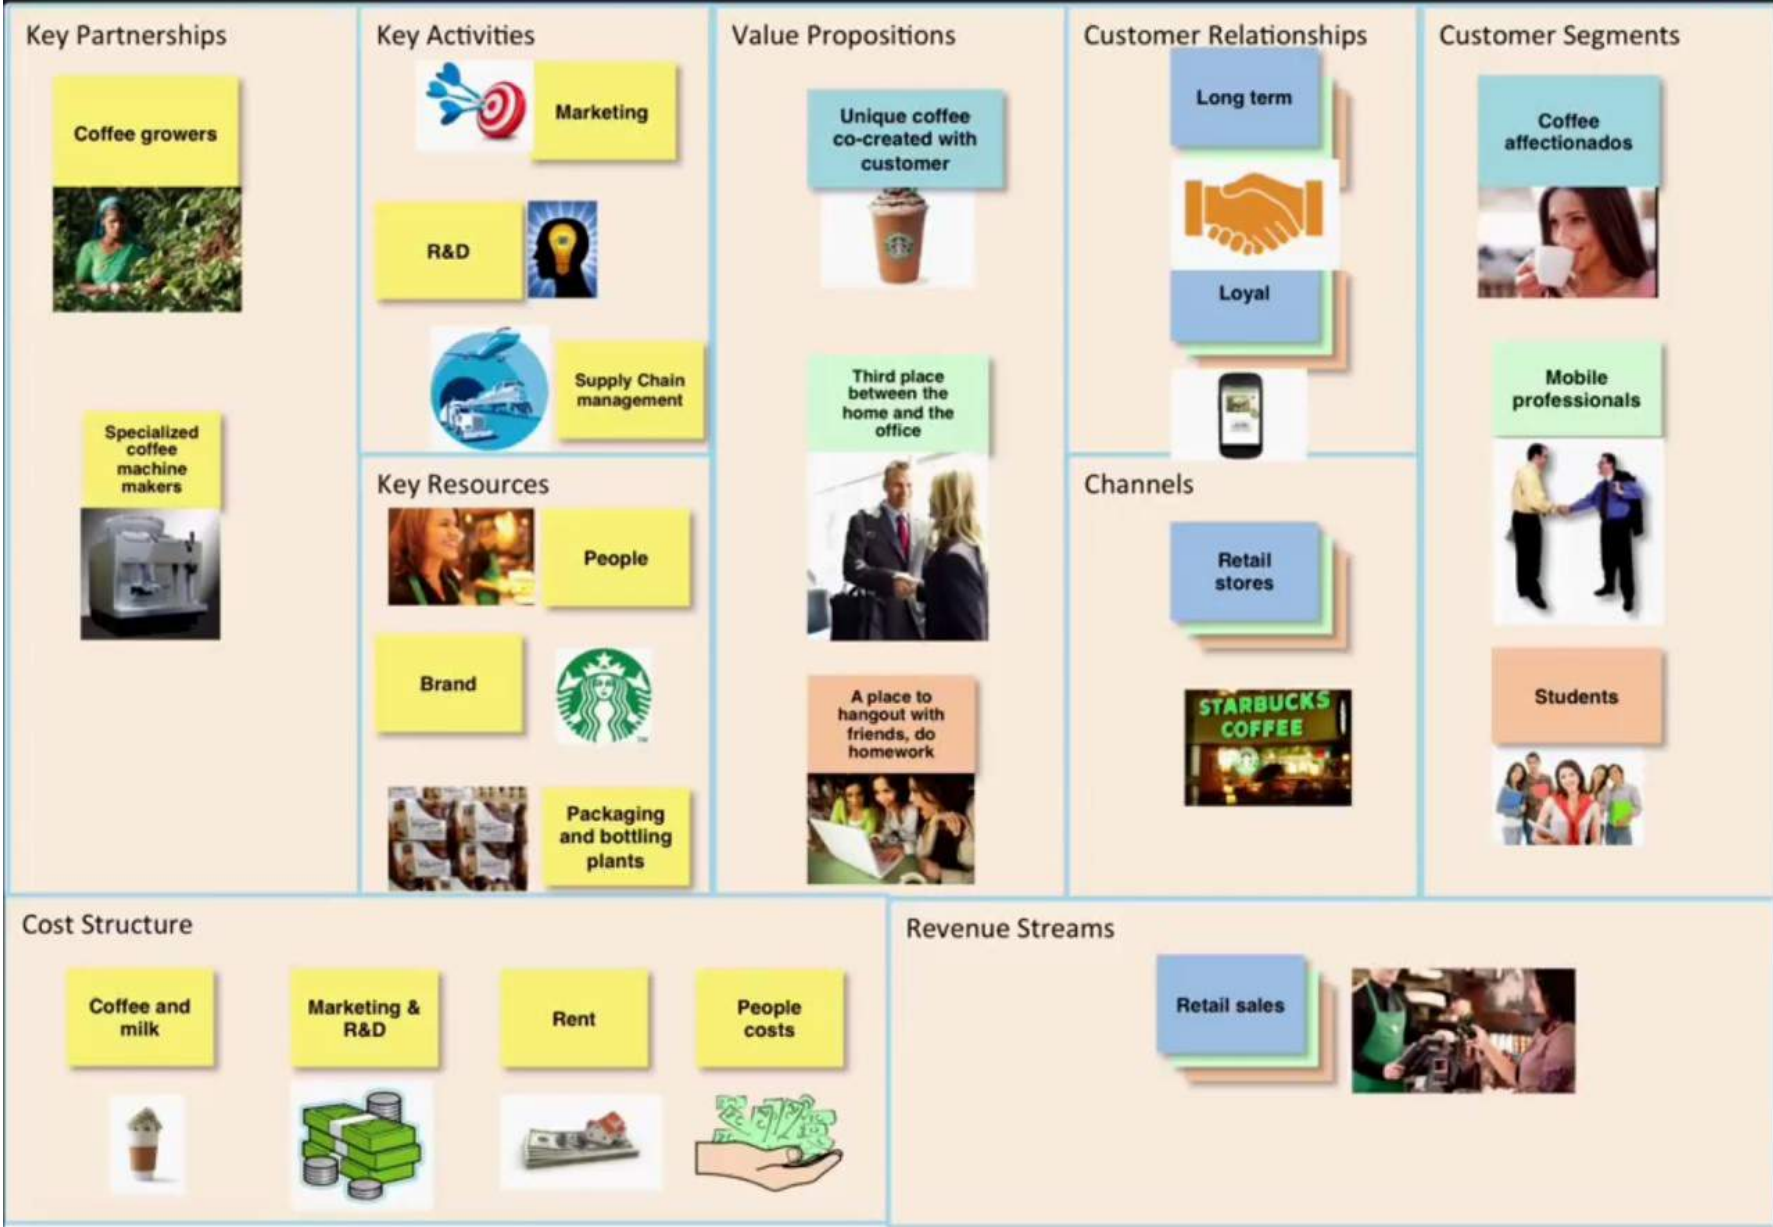 Key Partnerships
Coffee growers
Specialized
coffee
machine
makers
Key Activities
Marketing
R&D
Supply Chain
management
Key Resources
People
Brand
TM
Packaging
and bottling
plants
Value Propositions
Unique coffee
co-created with
customer
Third place
between the
home and the
office
A place to
hangout with
friends, do
homework
Customer Relationships
Long term
Loyal
Channels
Retail
stores
STARBUCKS
COFFEE
Customer Segments
Coffee
affectionados
Mobile
professionals
Students
Cost Structure
Coffee and
milk
Marketing &
R&D
Rent
People
costs
Revenue Streams
Retail sales